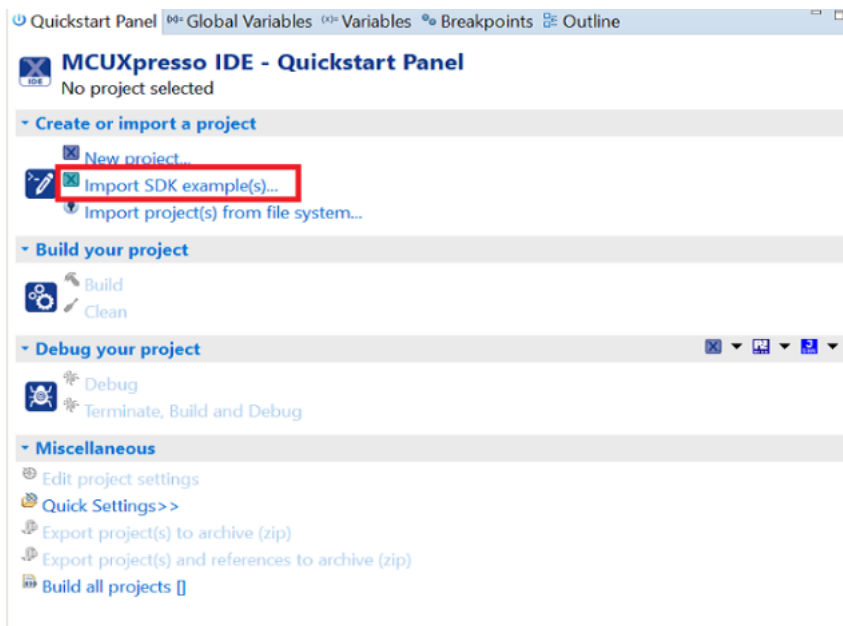 Quickstart Panel (x)= Global Variables (x)= Variables Breakpoints Outline
MCUXpresso IDE - Quickstart Panel
IDE
No project selected
Create or import a project
New project...
Import SDK example(s)...
Import project(s) from file system...
Build your project
Build
Clean
Debug your project
Debug
Terminate, Build and Debug
Miscellaneous
Edit project settings
Quick Settings>>
Export project(s) to archive (zip)
Export project(s) and references to archive (zip)
Build all projects []